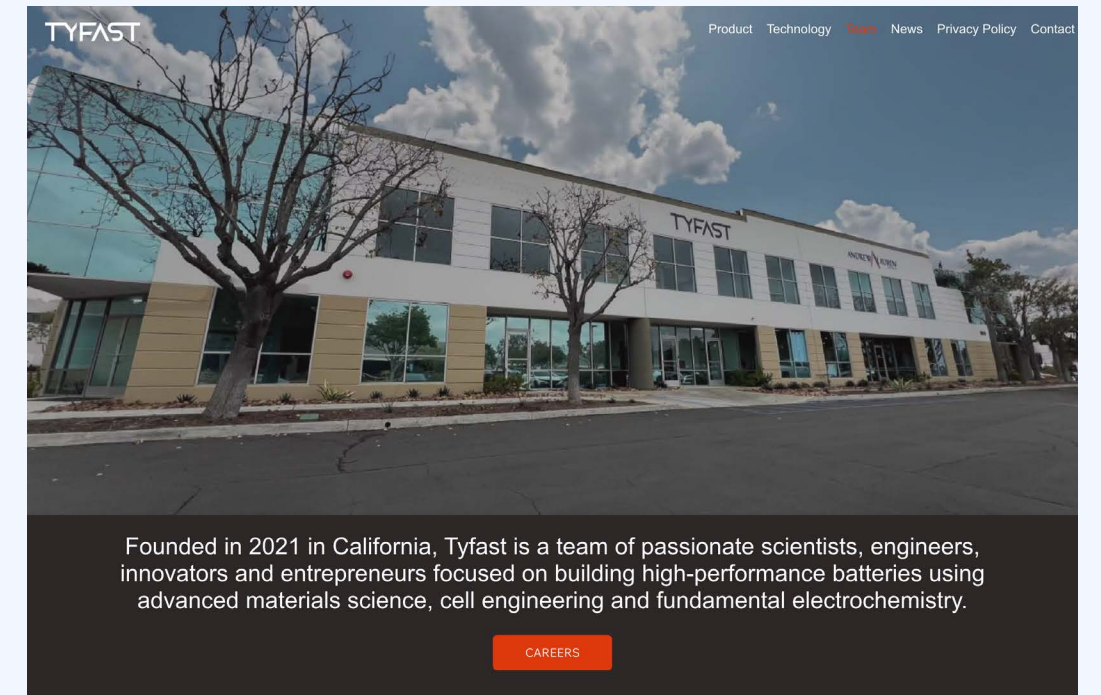 TYFAST
Product Technology Team News Privacy Policy Contact
TYFAST
Founded in 2021 in California, Tyfast is a team of passionate scientists, engineers,
innovators and entrepreneurs focused on building high-performance batteries using
advanced materials science, cell engineering and fundamental electrochemistry.
CAREERS